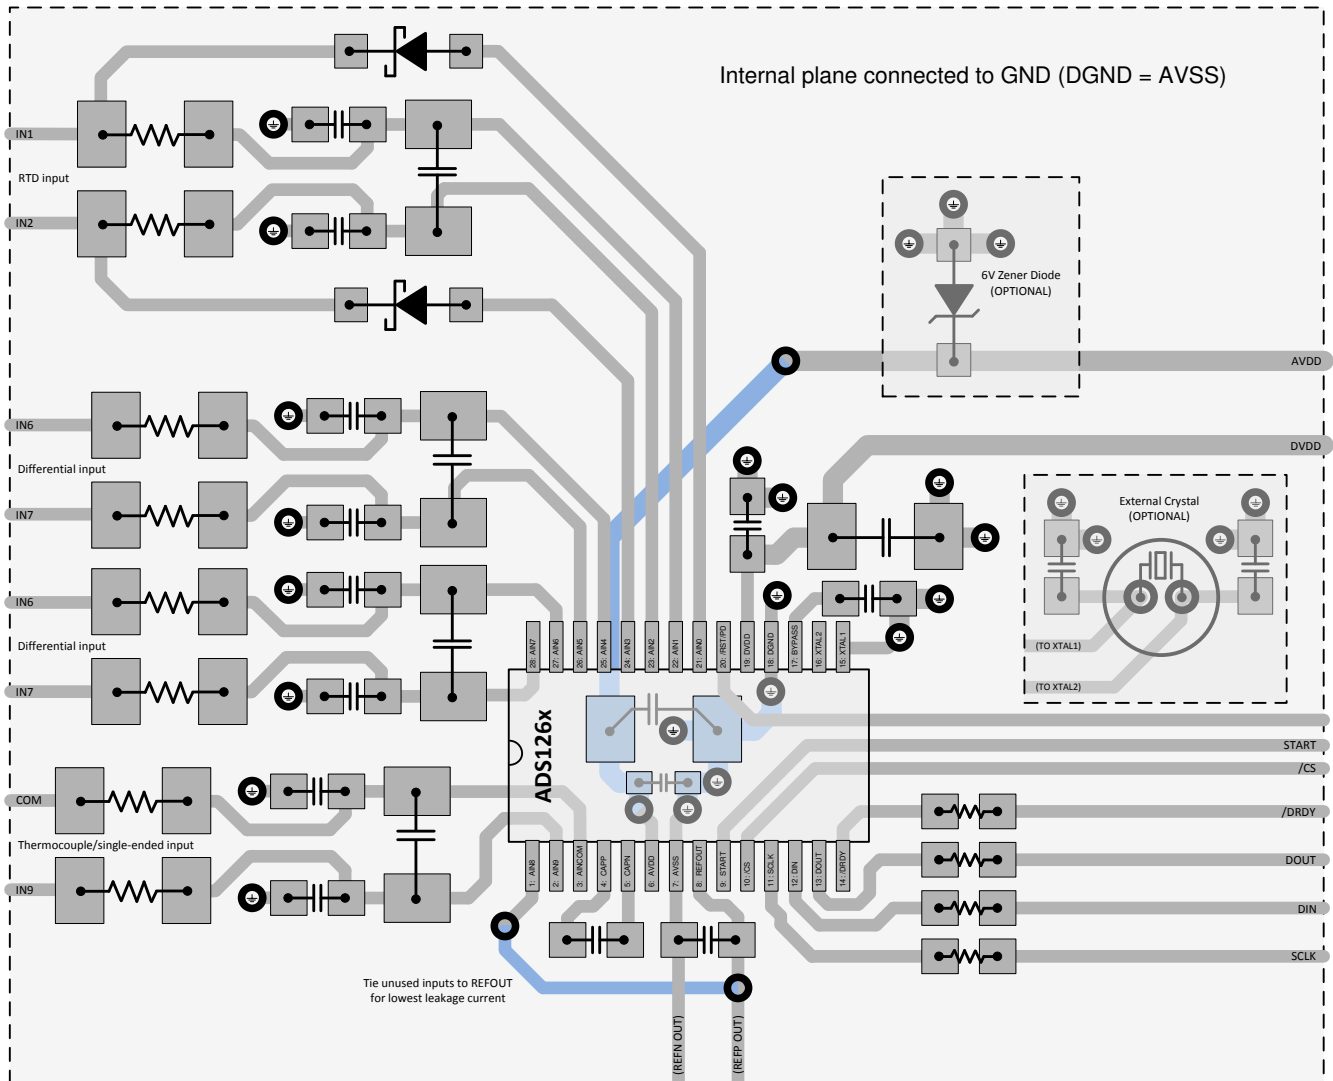 Internal plane connected to GND (DGND = AVSS)
IN1
RTD input
IN2
6V Zener Diode
(OPTIONAL)
AVDD
IN6
Differential input
IN7
DVDD
External Crystal
(OPTIONAL)
(TO XTAL1)
(TO XTAL2)
IN6
Differential input
IN7
28: AIN7
27: AIN6
26: AIN5
25: AIN4
24: AIN3
23: AIN2
22: AIN1
21: AIN0
20: /RST/PD
19: DVDD
18: DGND
17: BYPASS
16: XTAL2
15: XTAL1
ADS126x
START
/CS
/DRDY
DOUT
DIN
SCLK
COM
Thermocouple/single-ended input
IN9
1: AIN8
2: AIN9
3: AINCOM
4: CAPP
5: CAPN
6: AVDD
7: AVSS
8: REFOUT
9: START
10: /CS
11: SCLK
12: DIN
13: DOUT
14: /DRDY
Tie unused inputs to REFOUT
for lowest leakage current
(REFN OUT)
(REFP OUT)